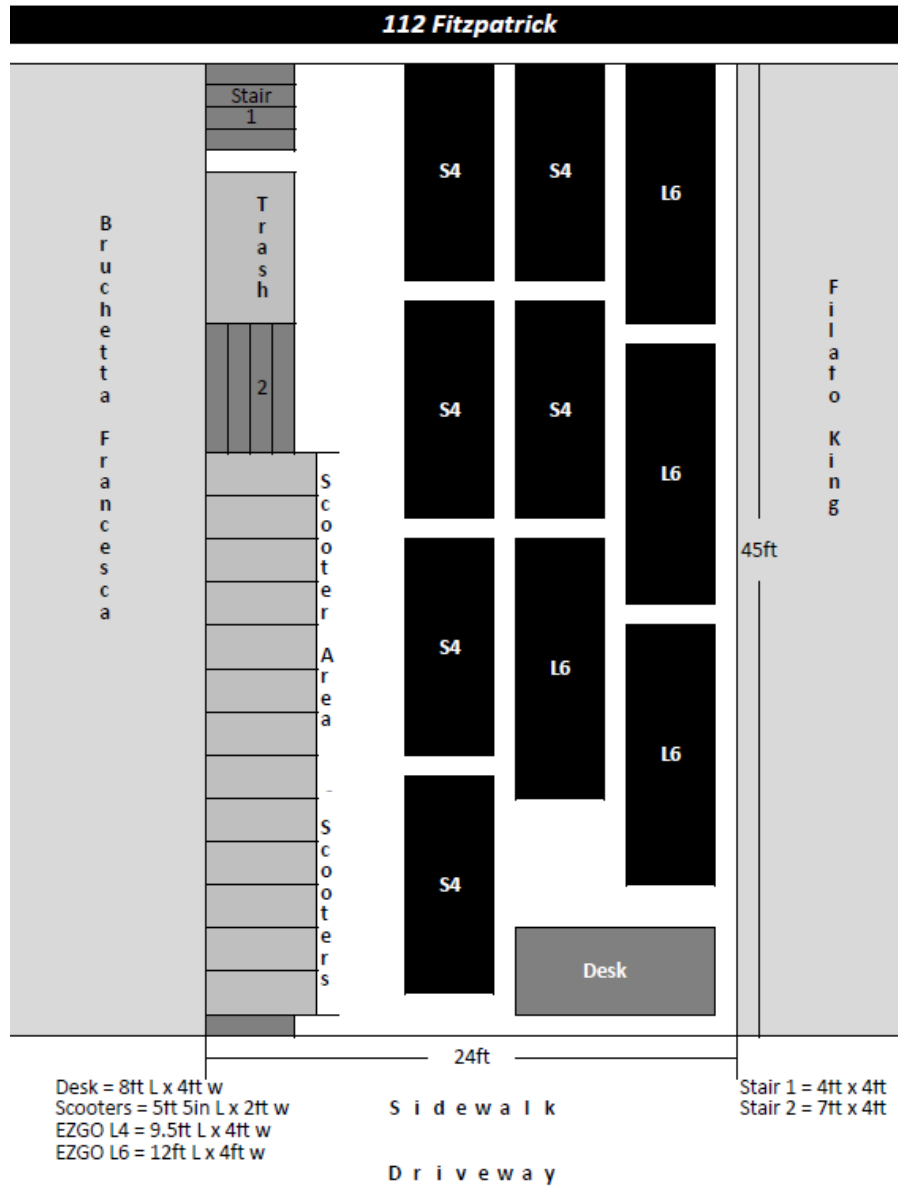 112 Fitzpatrick
Stair
1
Trash
2
Bruchetta Francesca
Scooter Area - Scooters
S4
S4
L6
S4
S4
L6
S4
L6
L6
S4
Desk
Filato King
45ft
24ft
Desk = 8ft L x 4ft w
Scooters = 5ft 5in L x 2ft w
EZGO L4 = 9.5ft L x 4ft w
EZGO L6 = 12ft L x 4ft w
Sidewalk
Driveway
Stair 1 = 4ft x 4ft
Stair 2 = 7ft x 4ft